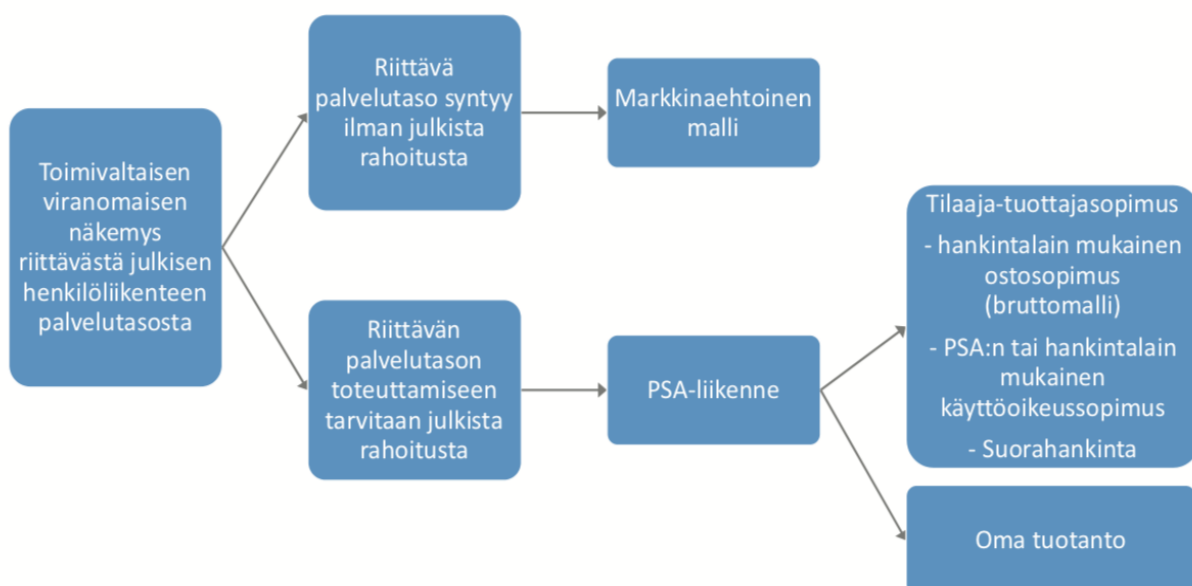 Toimivaltaisen
viranomaisen
näkemys
riittävästä julkisen
henkilöliikenteen
palvelutasosta
Riittävä
palvelutaso syntyy
ilman julkista
rahoitusta
Markkinaehtoinen
malli
Riittävän
palvelutason
toteuttamiseen
tarvitaan julkista
rahoitusta
PSA-liikenne
Tilaaja-tuottajasopimus
- hankintalain mukainen
ostosopimus
(bruttomalli)
- PSA:n tai hankintalain
mukainen
käyttöoikeussopimus
- Suorahankinta
Oma tuotanto